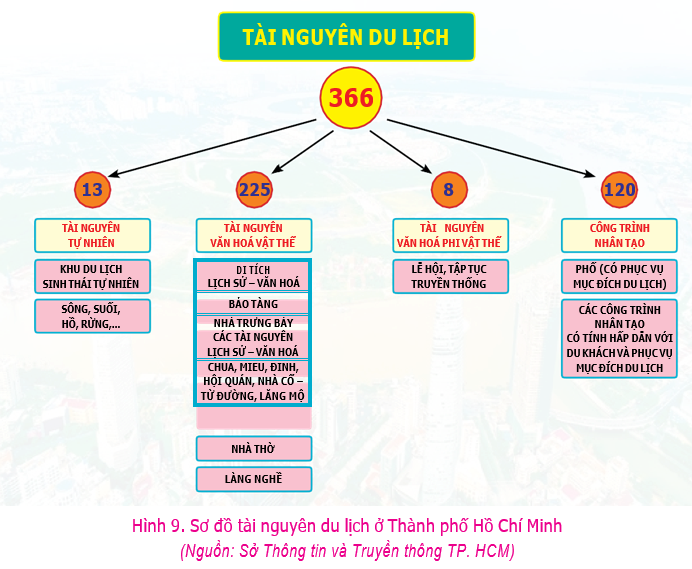 TÀI NGUYÊN DU LỊCH
366
13
225
8
120
TÀI NGUYÊN
TỰ NHIÊN
KHU DU LỊCH
SINH THÁI TỰ NHIÊN
SÔNG, SUỐI,
HỒ, RỪNG,...
TÀI NGUYÊN
VĂN HOÁ VẬT THỂ
DI TÍCH
LỊCH SỬ – VĂN HOÁ
BẢO TÀNG
NHÀ TRƯNG BÀY
CÁC TÀI NGUYÊN
LỊCH SỬ – VĂN HOÁ
CHÙA, MIẾU, ĐÌNH,
HỘI QUÁN, NHÀ CỔ –
TỪ ĐƯỜNG, LĂNG MỘ
NHÀ THỜ
LÀNG NGHỀ
TÀI NGUYÊN
VĂN HOÁ PHI VẬT THỂ
LỄ HỘI, TẬP TỤC
TRUYỀN THỐNG
CÔNG TRÌNH
NHÂN TẠO
PHỐ (CÓ PHỤC VỤ
MỤC ĐÍCH DU LỊCH)
CÁC CÔNG TRÌNH
NHÂN TẠO
CÓ TÍNH HẤP DẪN VỚI
DU KHÁCH VÀ PHỤC VỤ
MỤC ĐÍCH DU LỊCH
Hình 9. Sơ đồ tài nguyên du lịch ở Thành phố Hồ Chí Minh
(Nguồn: Sở Thông tin và Truyền thông TP. HCM)